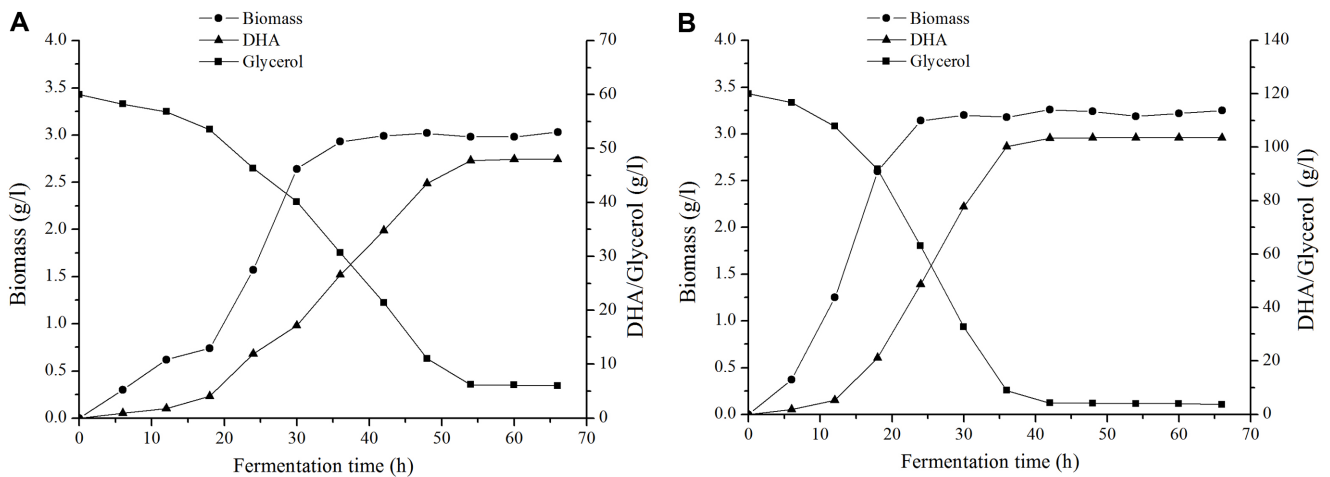 A
Biomass
DHA
Glycerol
4.0
3.5
3.0
2.5
2.0
1.5
1.0
0.5
0.0
Biomass (g/l)
70
60
50
40
30
20
10
0
DHA/Glycerol (g/l)
0 10 20 30 40 50 60 70
Fermentation time (h)
B
Biomass
DHA
Glycerol
4.0
3.5
3.0
2.5
2.0
1.5
1.0
0.5
0.0
Biomass (g/l)
140
120
100
80
60
40
20
0
DHA/Glycerol (g/l)
0 10 20 30 40 50 60 70
Fermentation time (h)